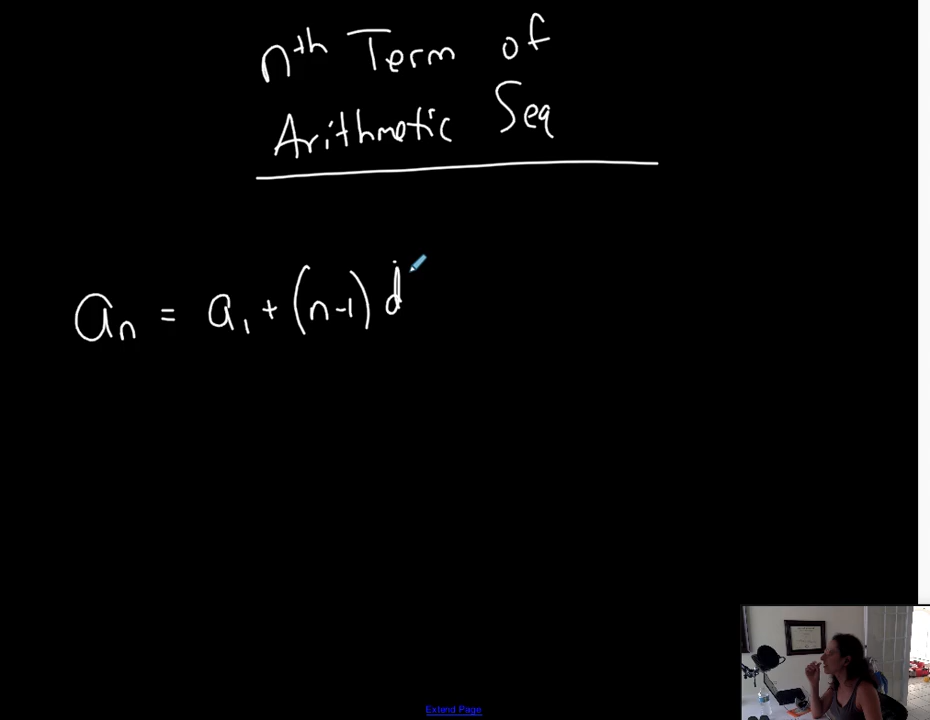 nth Term of
Arithmetic Seq
an = a1 + (n-1) d
Extend Page